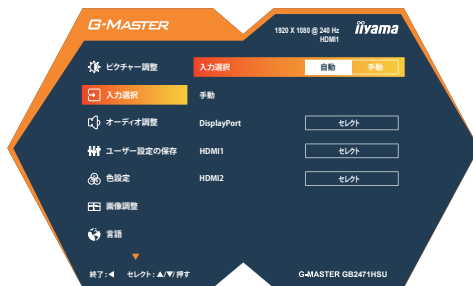 G-MASTER
1920 X 1080 @ 240 Hz
HDMI1
iiyama
ピクチャー調整
入力選択
オーディオ調整
ユーザー設定の保存
色設定
画像調整
言語
入力選択 自動 手動
手動
DisplayPort セレクト
HDMI1 セレクト
HDMI2 セレクト
終了:◀ セレクト:▲/▼/押す
G-MASTER GB2471HSU